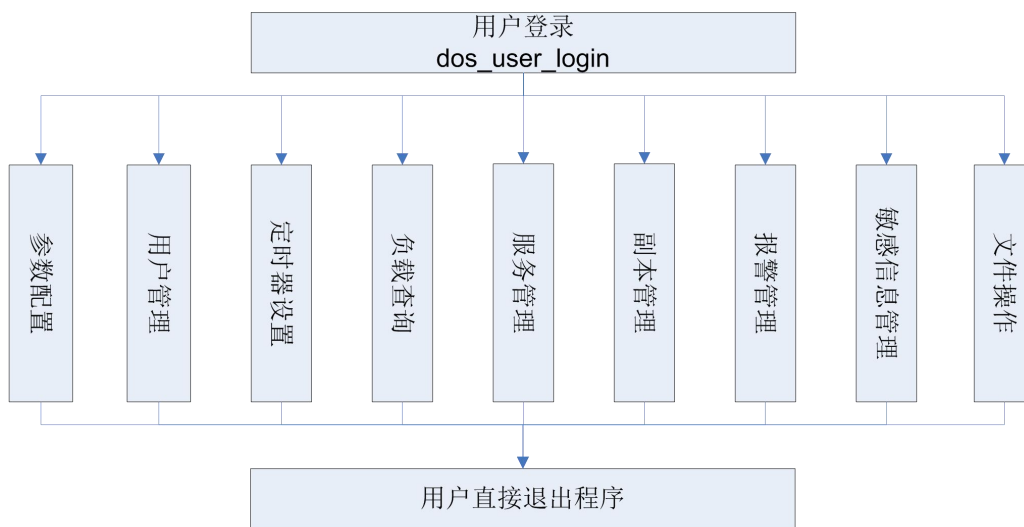 用户登录
dos_user_login
参数配置
用户管理
定时器设置
负载查询
服务管理
副本管理
报警管理
敏感信息管理
文件操作
用户直接退出程序